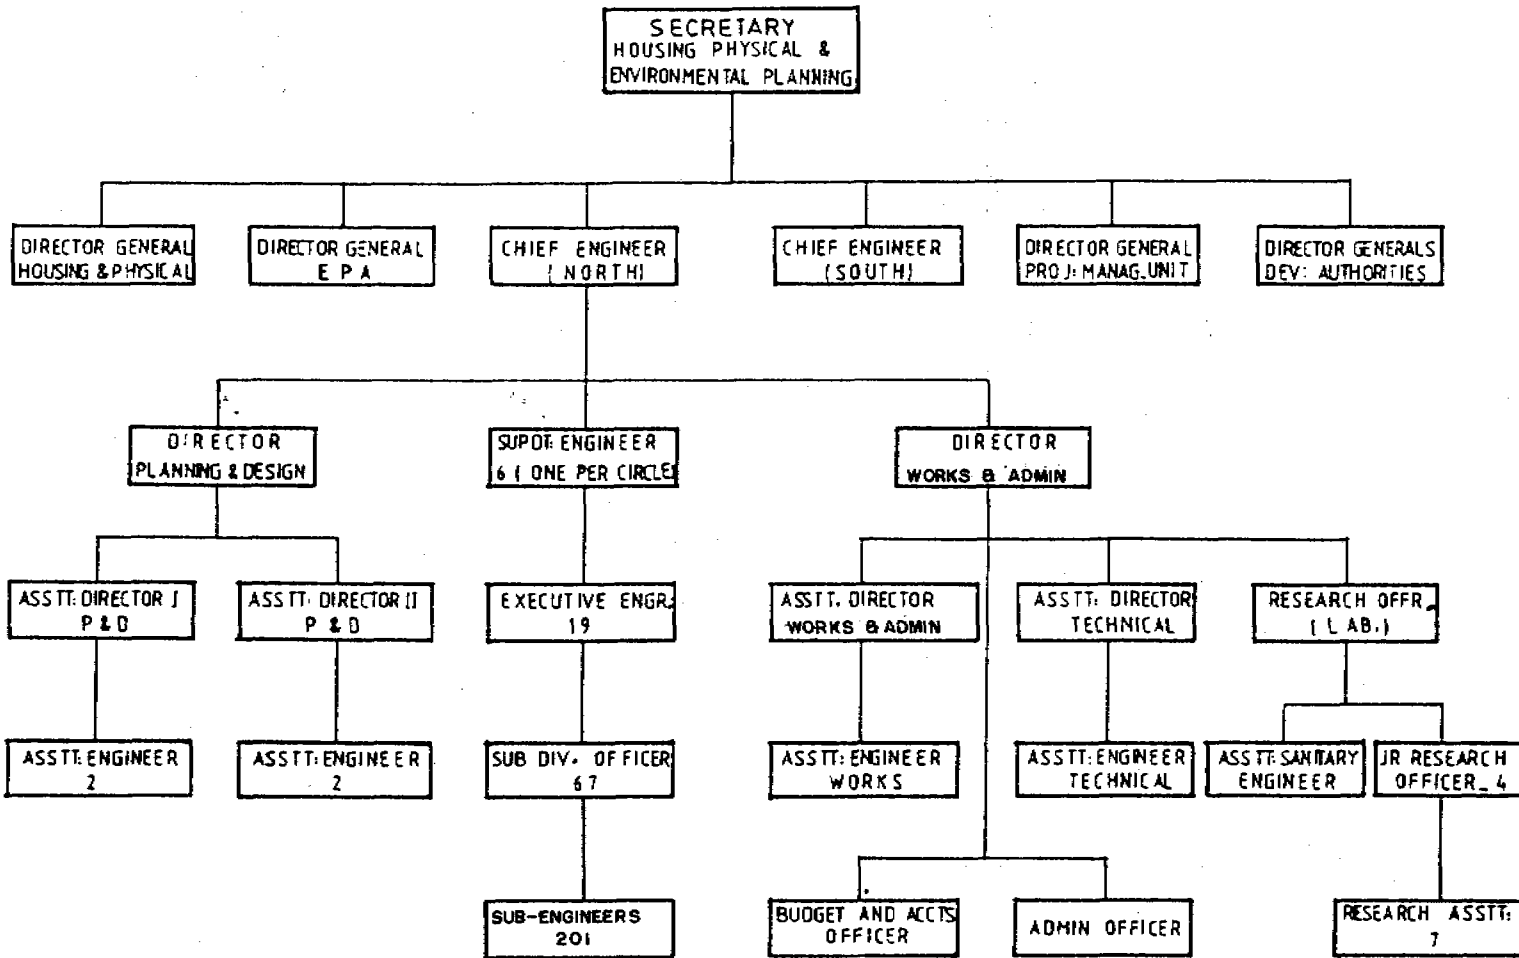 SECRETARY
HOUSING PHYSICAL &
ENVIRONMENTAL PLANNING
DIRECTOR GENERAL
HOUSING & PHYSICAL
DIRECTOR GENERAL
E P A
CHIEF ENGINEER
(NORTH)
CHIEF ENGINEER
(SOUTH)
DIRECTOR GENERAL
PROJ: MANAG. UNIT
DIRECTOR GENERALS
DEV: AUTHORITIES
DIRECTOR
PLANNING & DESIGN
SUPDT: ENGINEER
6 ( ONE PER CIRCLE)
DIRECTOR
WORKS & ADMIN
ASSTT: DIRECTOR I
P & D
ASSTT: DIRECTOR II
P & D
EXECUTIVE ENGR:
19
ASSTT. DIRECTOR
WORKS & ADMIN
ASSTT: DIRECTOR
TECHNICAL
RESEARCH OFFR.
( LAB.)
ASSTT: ENGINEER
2
ASSTT: ENGINEER
2
SUB DIV. OFFICER
67
ASSTT: ENGINEER
WORKS
ASSTT: ENGINEER
TECHNICAL
ASSTT: SANITARY
ENGINEER
JR RESEARCH
OFFICER_ 4
SUB-ENGINEERS
201
BUDGET AND ACCTS
OFFICER
ADMIN OFFICER
RESEARCH ASSTT:
7